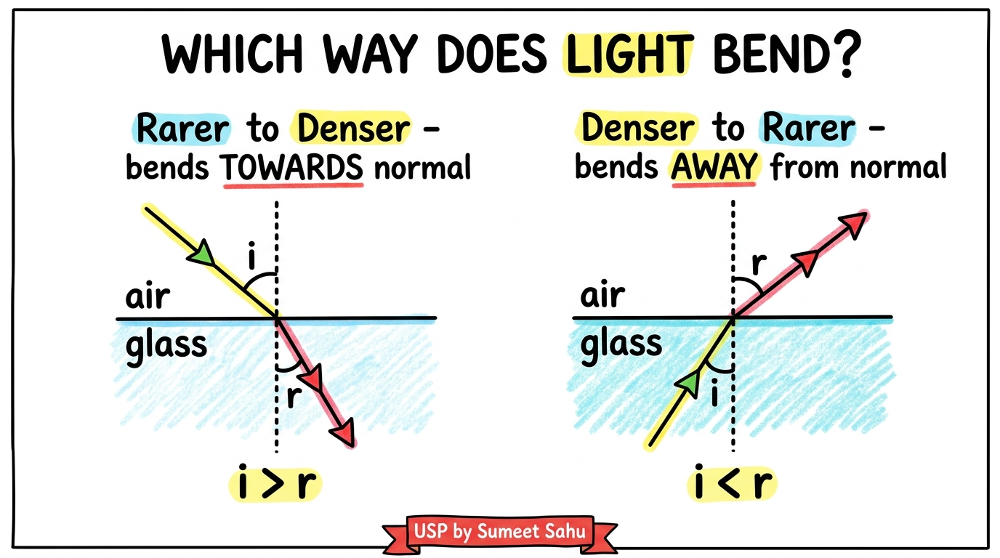 WHICH WAY DOES LIGHT BEND?
Rarer to Denser –
bends TOWARDS normal
i
air
glass
r
i > r
Denser to Rarer –
bends AWAY from normal
r
air
glass
i
i < r
USP by Sumeet Sahu